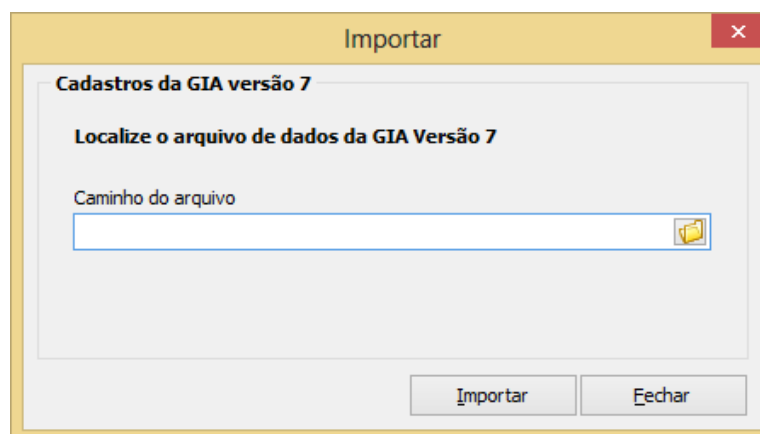 Importar
Cadastros da GIA versão 7
Localize o arquivo de dados da GIA Versão 7
Caminho do arquivo
Importar Fechar